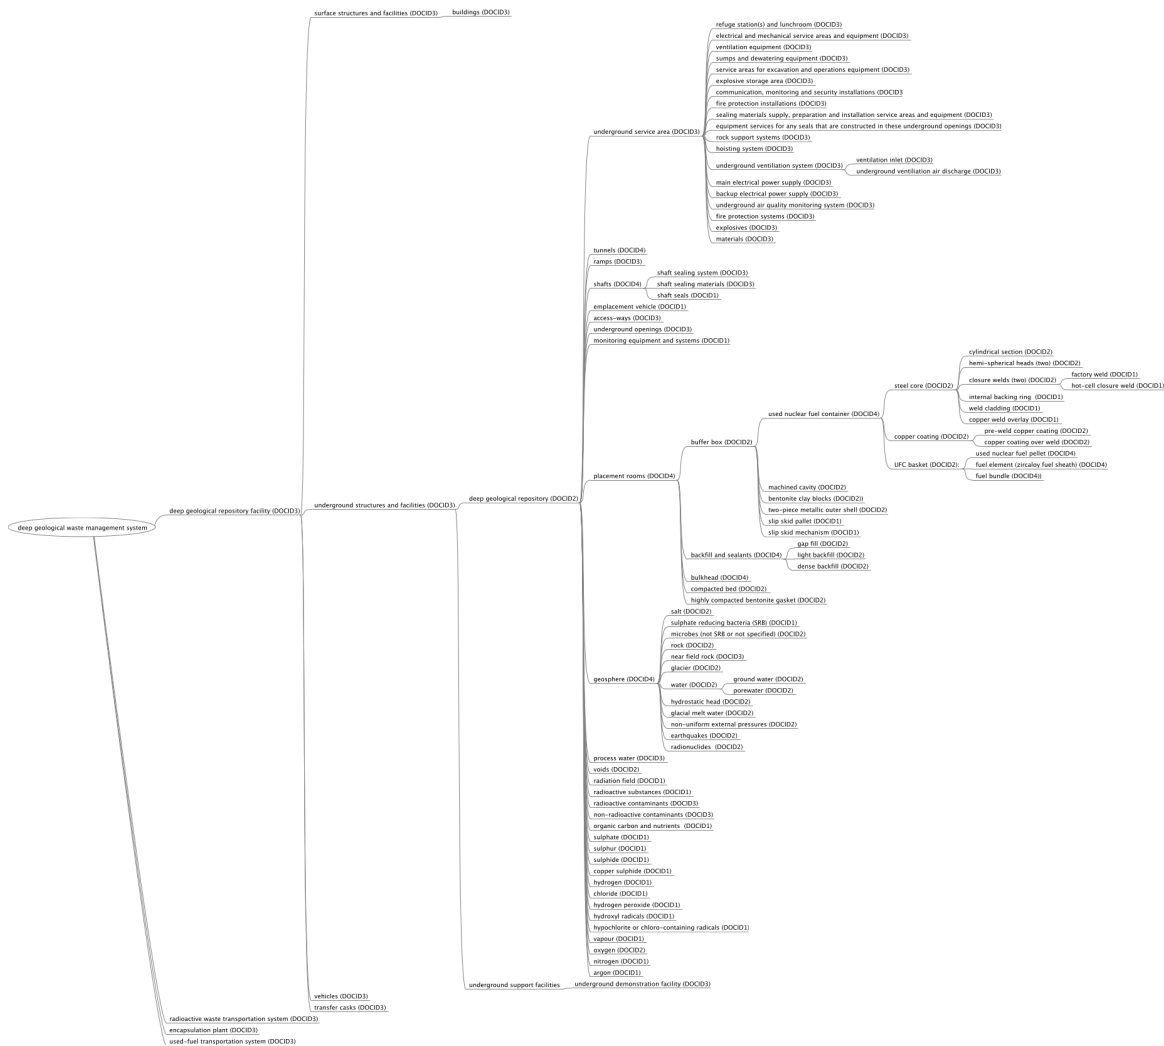 surface structures and facilities (DOCID3)
buildings (DOCID3)
refuge station(s) and lunchroom (DOCID3)
electrical and mechanical service areas and equipment (DOCID3)
ventilation equipment (DOCID3)
sumps and dewatering equipment (DOCID3)
service areas for excavation and operations equipment (DOCID3)
explosive storage area (DOCID3)
communication, monitoring and security installations (DOCID3
fire protection installations (DOCID3)
sealing materials supply, preparation and installation service areas and equipment (DOCID3)
equipment services for any seals that are constructed in these underground openings (DOCID3)
underground service area (DOCID3)
rock support systems (DOCID3)
hoisting system (DOCID3)
underground ventiliation system (DOCID3)
ventilation inlet (DOCID3)
underground ventiliation air discharge (DOCID3)
main electrical power supply (DOCID3)
backup electrical power supply (DOCID3)
underground air quality monitoring system (DOCID3)
fire protection systems (DOCID3)
explosives (DOCID3)
materials (DOCID3)
tunnels (DOCID4)
ramps (DOCID3)
shafts (DOCID4)
shaft sealing system (DOCID3)
shaft sealing materials (DOCID3)
shaft seals (DOCID1)
emplacement vehicle (DOCID1)
access-ways (DOCID3)
underground openings (DOCID3)
monitoring equipment and systems (DOCID1)
cylindrical section (DOCID2)
hemi-spherical heads (two) (DOCID2)
steel core (DOCID2)
closure welds (two) (DOCID2)
factory weld (DOCID1)
hot-cell closure weld (DOCID1)
internal backing ring (DOCID1)
weld cladding (DOCID1)
copper weld overlay (DOCID1)
used nuclear fuel container (DOCID4)
copper coating (DOCID2)
pre-weld copper coating (DOCID2)
copper coating over weld (DOCID2)
buffer box (DOCID2)
UFC basket (DOCID2):
used nuclear fuel pellet (DOCID4)
fuel element (zircaloy fuel sheath) (DOCID4)
fuel bundle (DOCID4))
placement rooms (DOCID4)
machined cavity (DOCID2)
bentonite clay blocks (DOCID2))
two-piece metallic outer shell (DOCID2)
slip skid pallet (DOCID1)
slip skid mechanism (DOCID1)
deep geological repository (DOCID2)
underground structures and facilities (DOCID3)
deep geological repository facility (DOCID3)
deep geological waste management system
backfill and sealants (DOCID4)
gap fill (DOCID2)
light backfill (DOCID2)
dense backfill (DOCID2)
bulkhead (DOCID4)
compacted bed (DOCID2)
highly compacted bentonite gasket (DOCID2)
salt (DOCID2)
sulphate reducing bacteria (SRB) (DOCID1)
microbes (not SRB or not specified) (DOCID2)
rock (DOCID2)
near field rock (DOCID3)
glacier (DOCID2)
geosphere (DOCID4)
water (DOCID2)
ground water (DOCID2)
porewater (DOCID2)
hydrostatic head (DOCID2)
glacial melt water (DOCID2)
non-uniform external pressures (DOCID2)
earthquakes (DOCID2)
radionuclides (DOCID2)
process water (DOCID3)
voids (DOCID2)
radiation field (DOCID1)
radioactive substances (DOCID1)
radioactive contaminants (DOCID3)
non-radioactive contaminants (DOCID3)
organic carbon and nutrients (DOCID1)
sulphate (DOCID1)
sulphur (DOCID1)
sulphide (DOCID1)
copper sulphide (DOCID1)
hydrogen (DOCID1)
chloride (DOCID1)
hydrogen peroxide (DOCID1)
hydroxyl radicals (DOCID1)
hypochlorite or chloro-containing radicals (DOCID1)
vapour (DOCID1)
oxygen (DOCID2)
nitrogen (DOCID1)
argon (DOCID1)
underground support facilities
underground demonstration facility (DOCID3)
vehicles (DOCID3)
transfer casks (DOCID3)
radioactive waste transportation system (DOCID3)
encapsulation plant (DOCID3)
used-fuel transportation system (DOCID3)